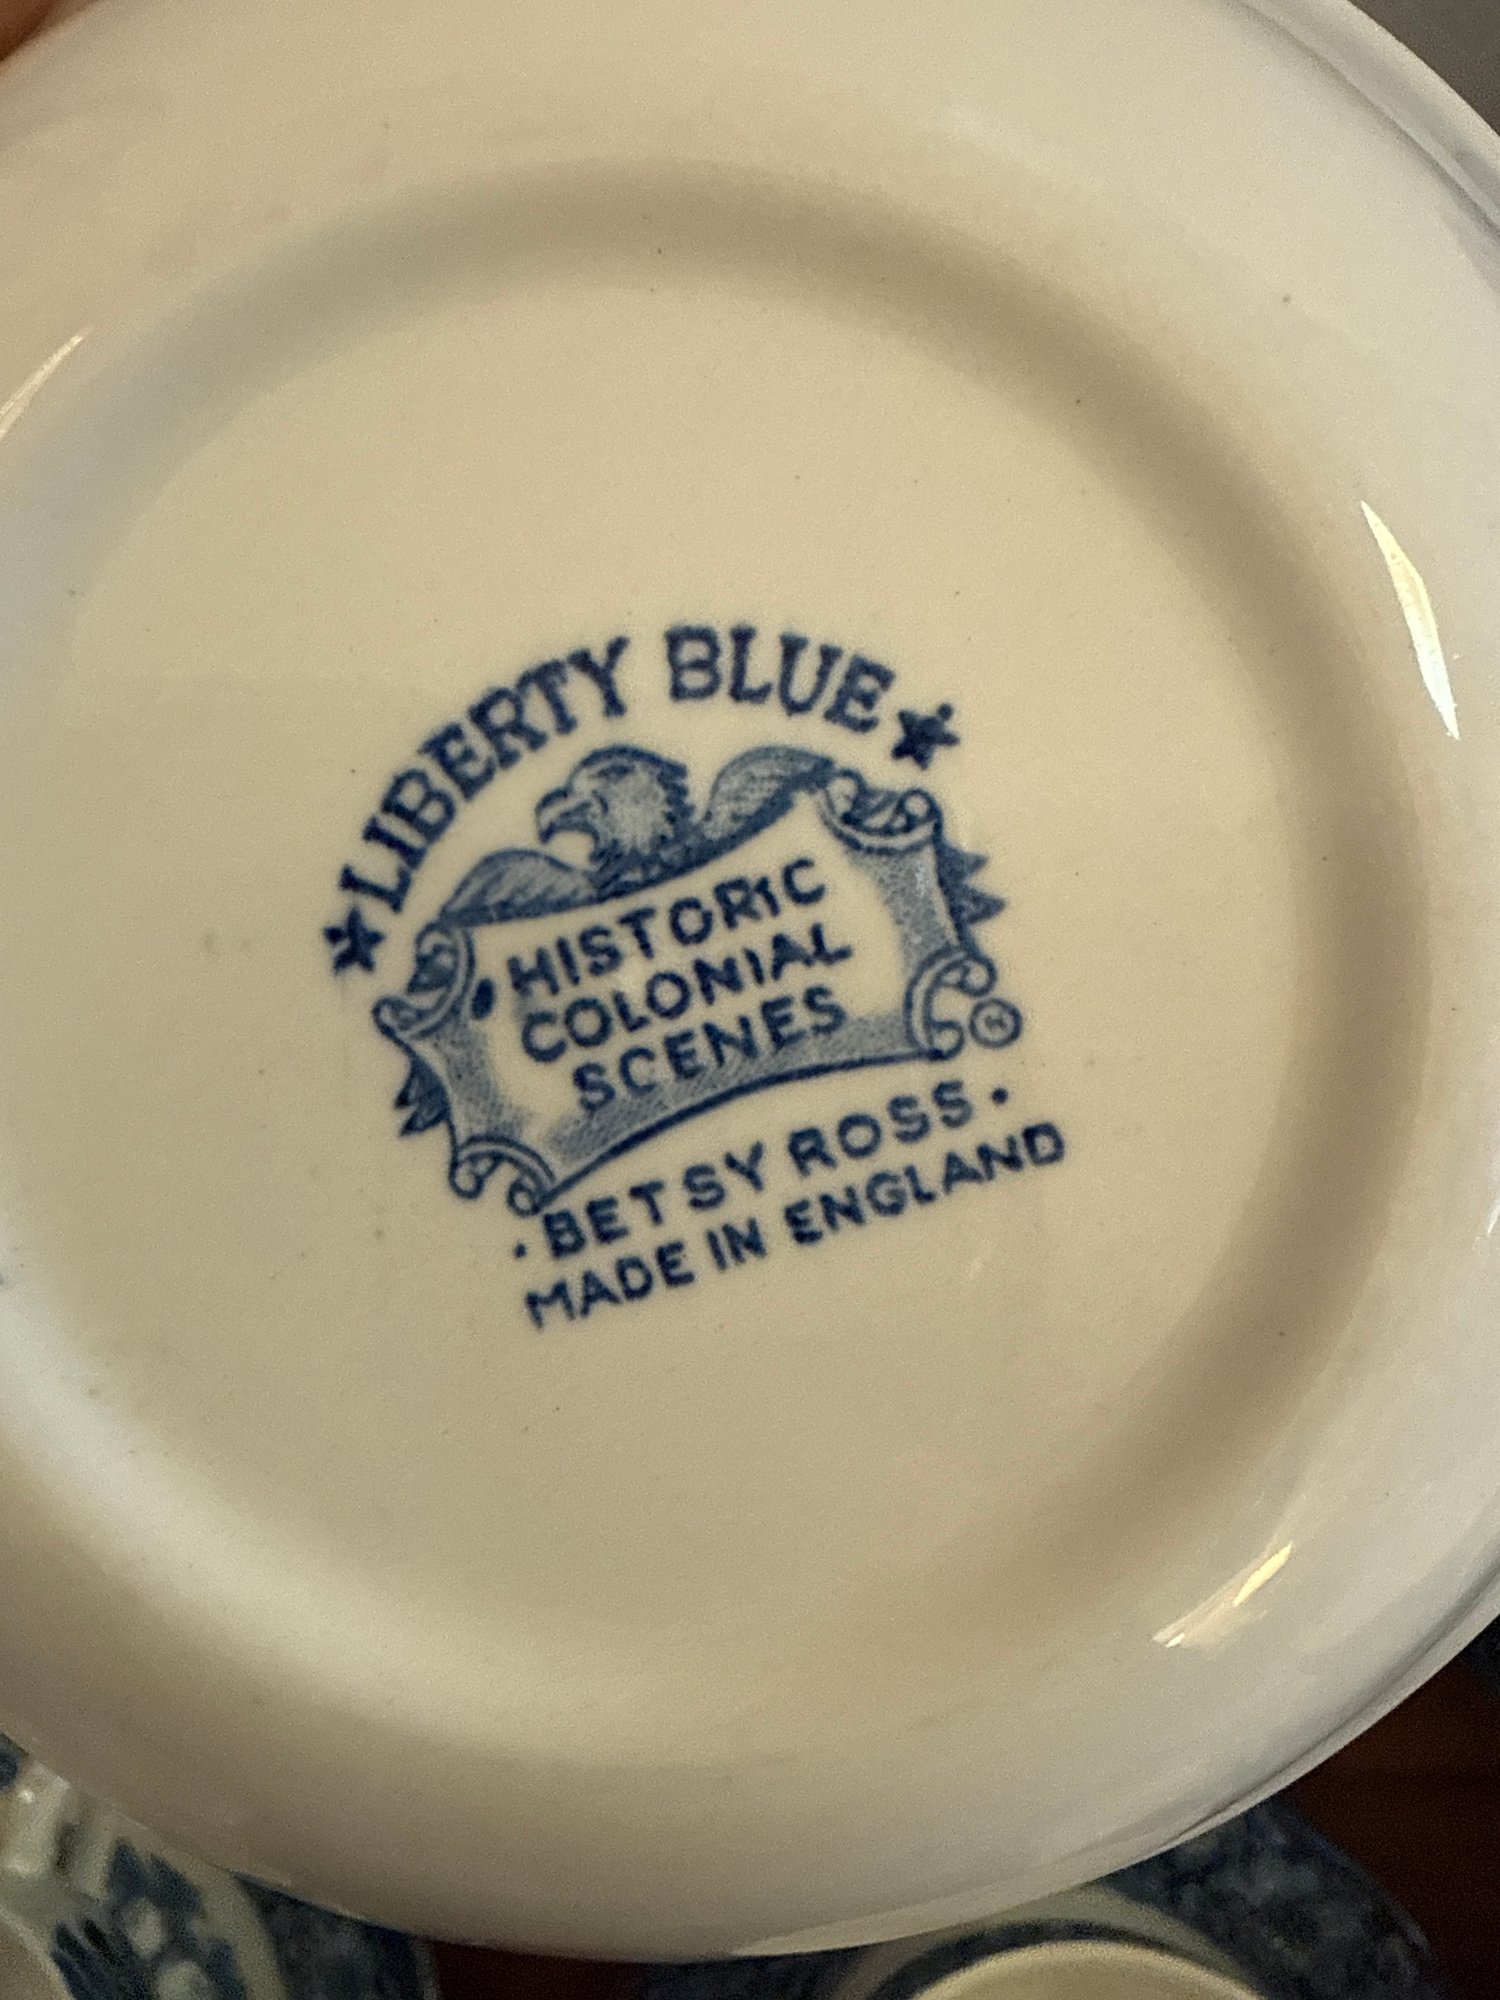 ★ LIBERTY BLUE ★
HISTORIC
COLONIAL
SCENES
®
· BETSY ROSS ·
MADE IN ENGLAND